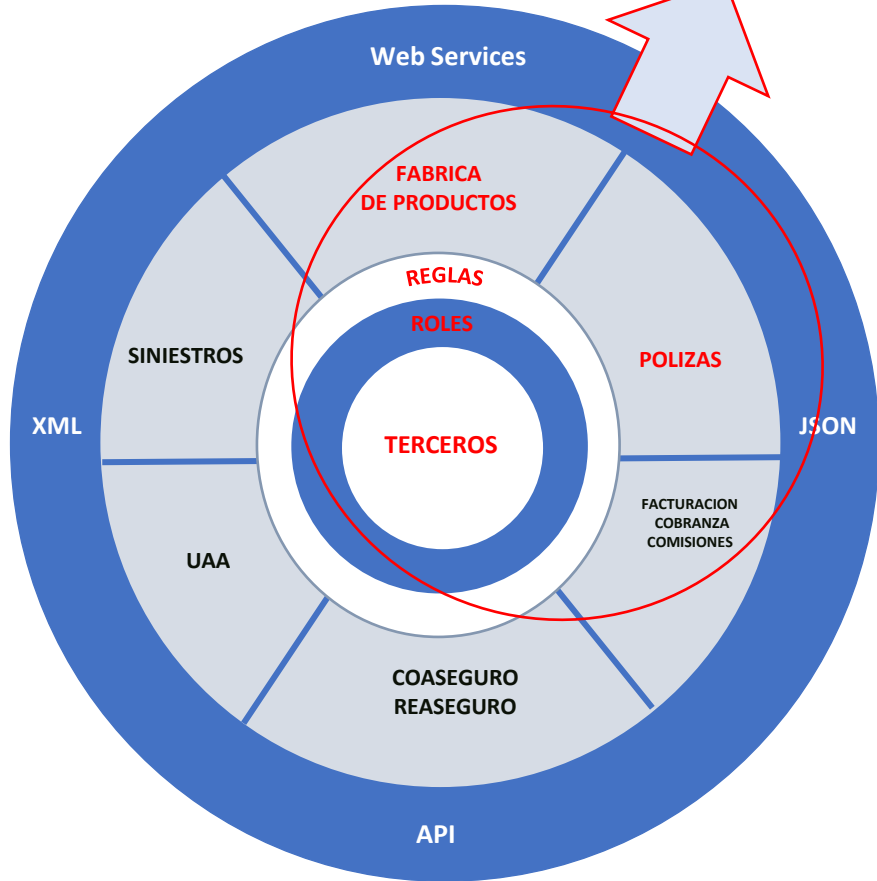 Web Services
FABRICA
DE PRODUCTOS
REGLAS
ROLES
SINIESTROS
POLIZAS
XML
JSON
TERCEROS
FACTURACION
COBRANZA
COMISIONES
UAA
COASEGURO
REASEGURO
API